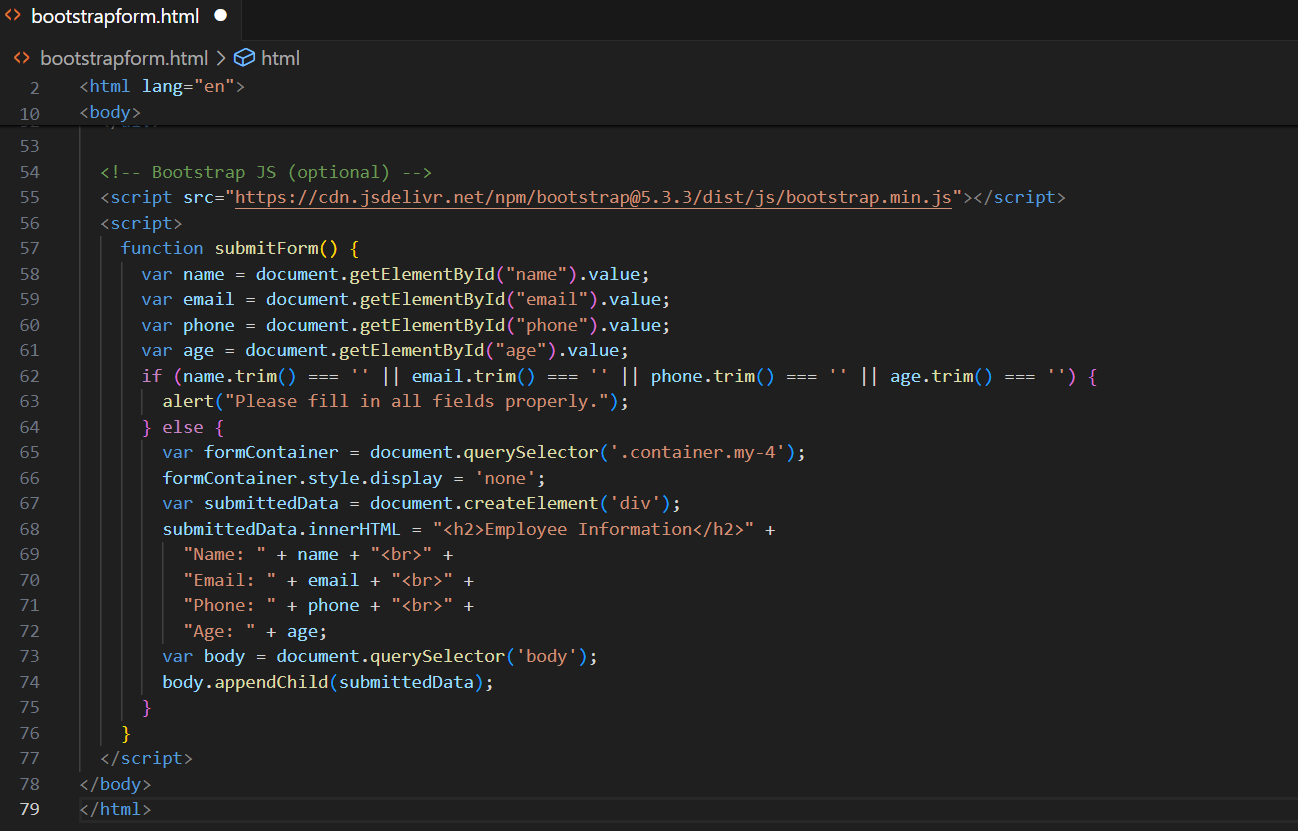 <> bootstrapform.html ●
<> bootstrapform.html > html
2 <html lang="en">
10 <body>
53
54 <!-- Bootstrap JS (optional) -->
55 <script src="https://cdn.jsdelivr.net/npm/bootstrap@5.3.3/dist/js/bootstrap.min.js"></script>
56 <script>
57 function submitForm() {
58 var name = document.getElementById("name").value;
59 var email = document.getElementById("email").value;
60 var phone = document.getElementById("phone").value;
61 var age = document.getElementById("age").value;
62 if (name.trim() === '' || email.trim() === '' || phone.trim() === '' || age.trim() === '') {
63 alert("Please fill in all fields properly.");
64 } else {
65 var formContainer = document.querySelector('.container.my-4');
66 formContainer.style.display = 'none';
67 var submittedData = document.createElement('div');
68 submittedData.innerHTML = "<h2>Employee Information</h2>" +
69 "Name: " + name + "<br>" +
70 "Email: " + email + "<br>" +
71 "Phone: " + phone + "<br>" +
72 "Age: " + age;
73 var body = document.querySelector('body');
74 body.appendChild(submittedData);
75 }
76 }
77 </script>
78 </body>
79 </html>